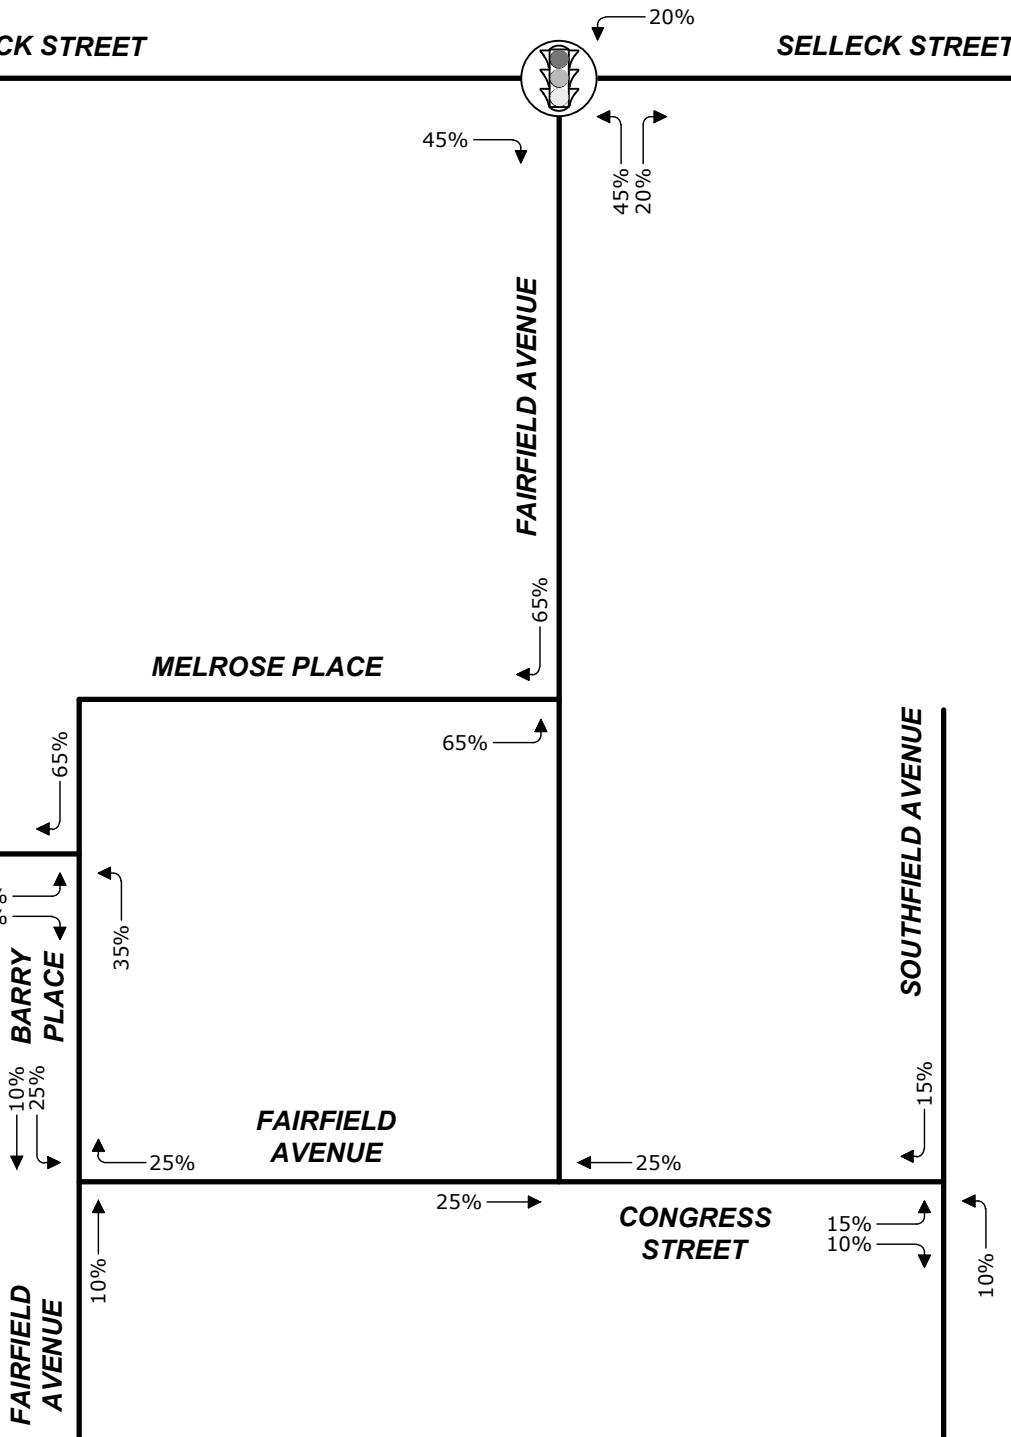 20%
CK STREET
SELLECK STREET
45%
45%
20%
FAIRFIELD AVENUE
65%
MELROSE PLACE
65%
65%
SOUTHFIELD AVENUE
%
%
35%
BARRY
PLACE
10%
25%
15%
FAIRFIELD
AVENUE
25%
25%
25%
CONGRESS
STREET
15%
10%
10%
10%
FAIRFIELD
AVENUE